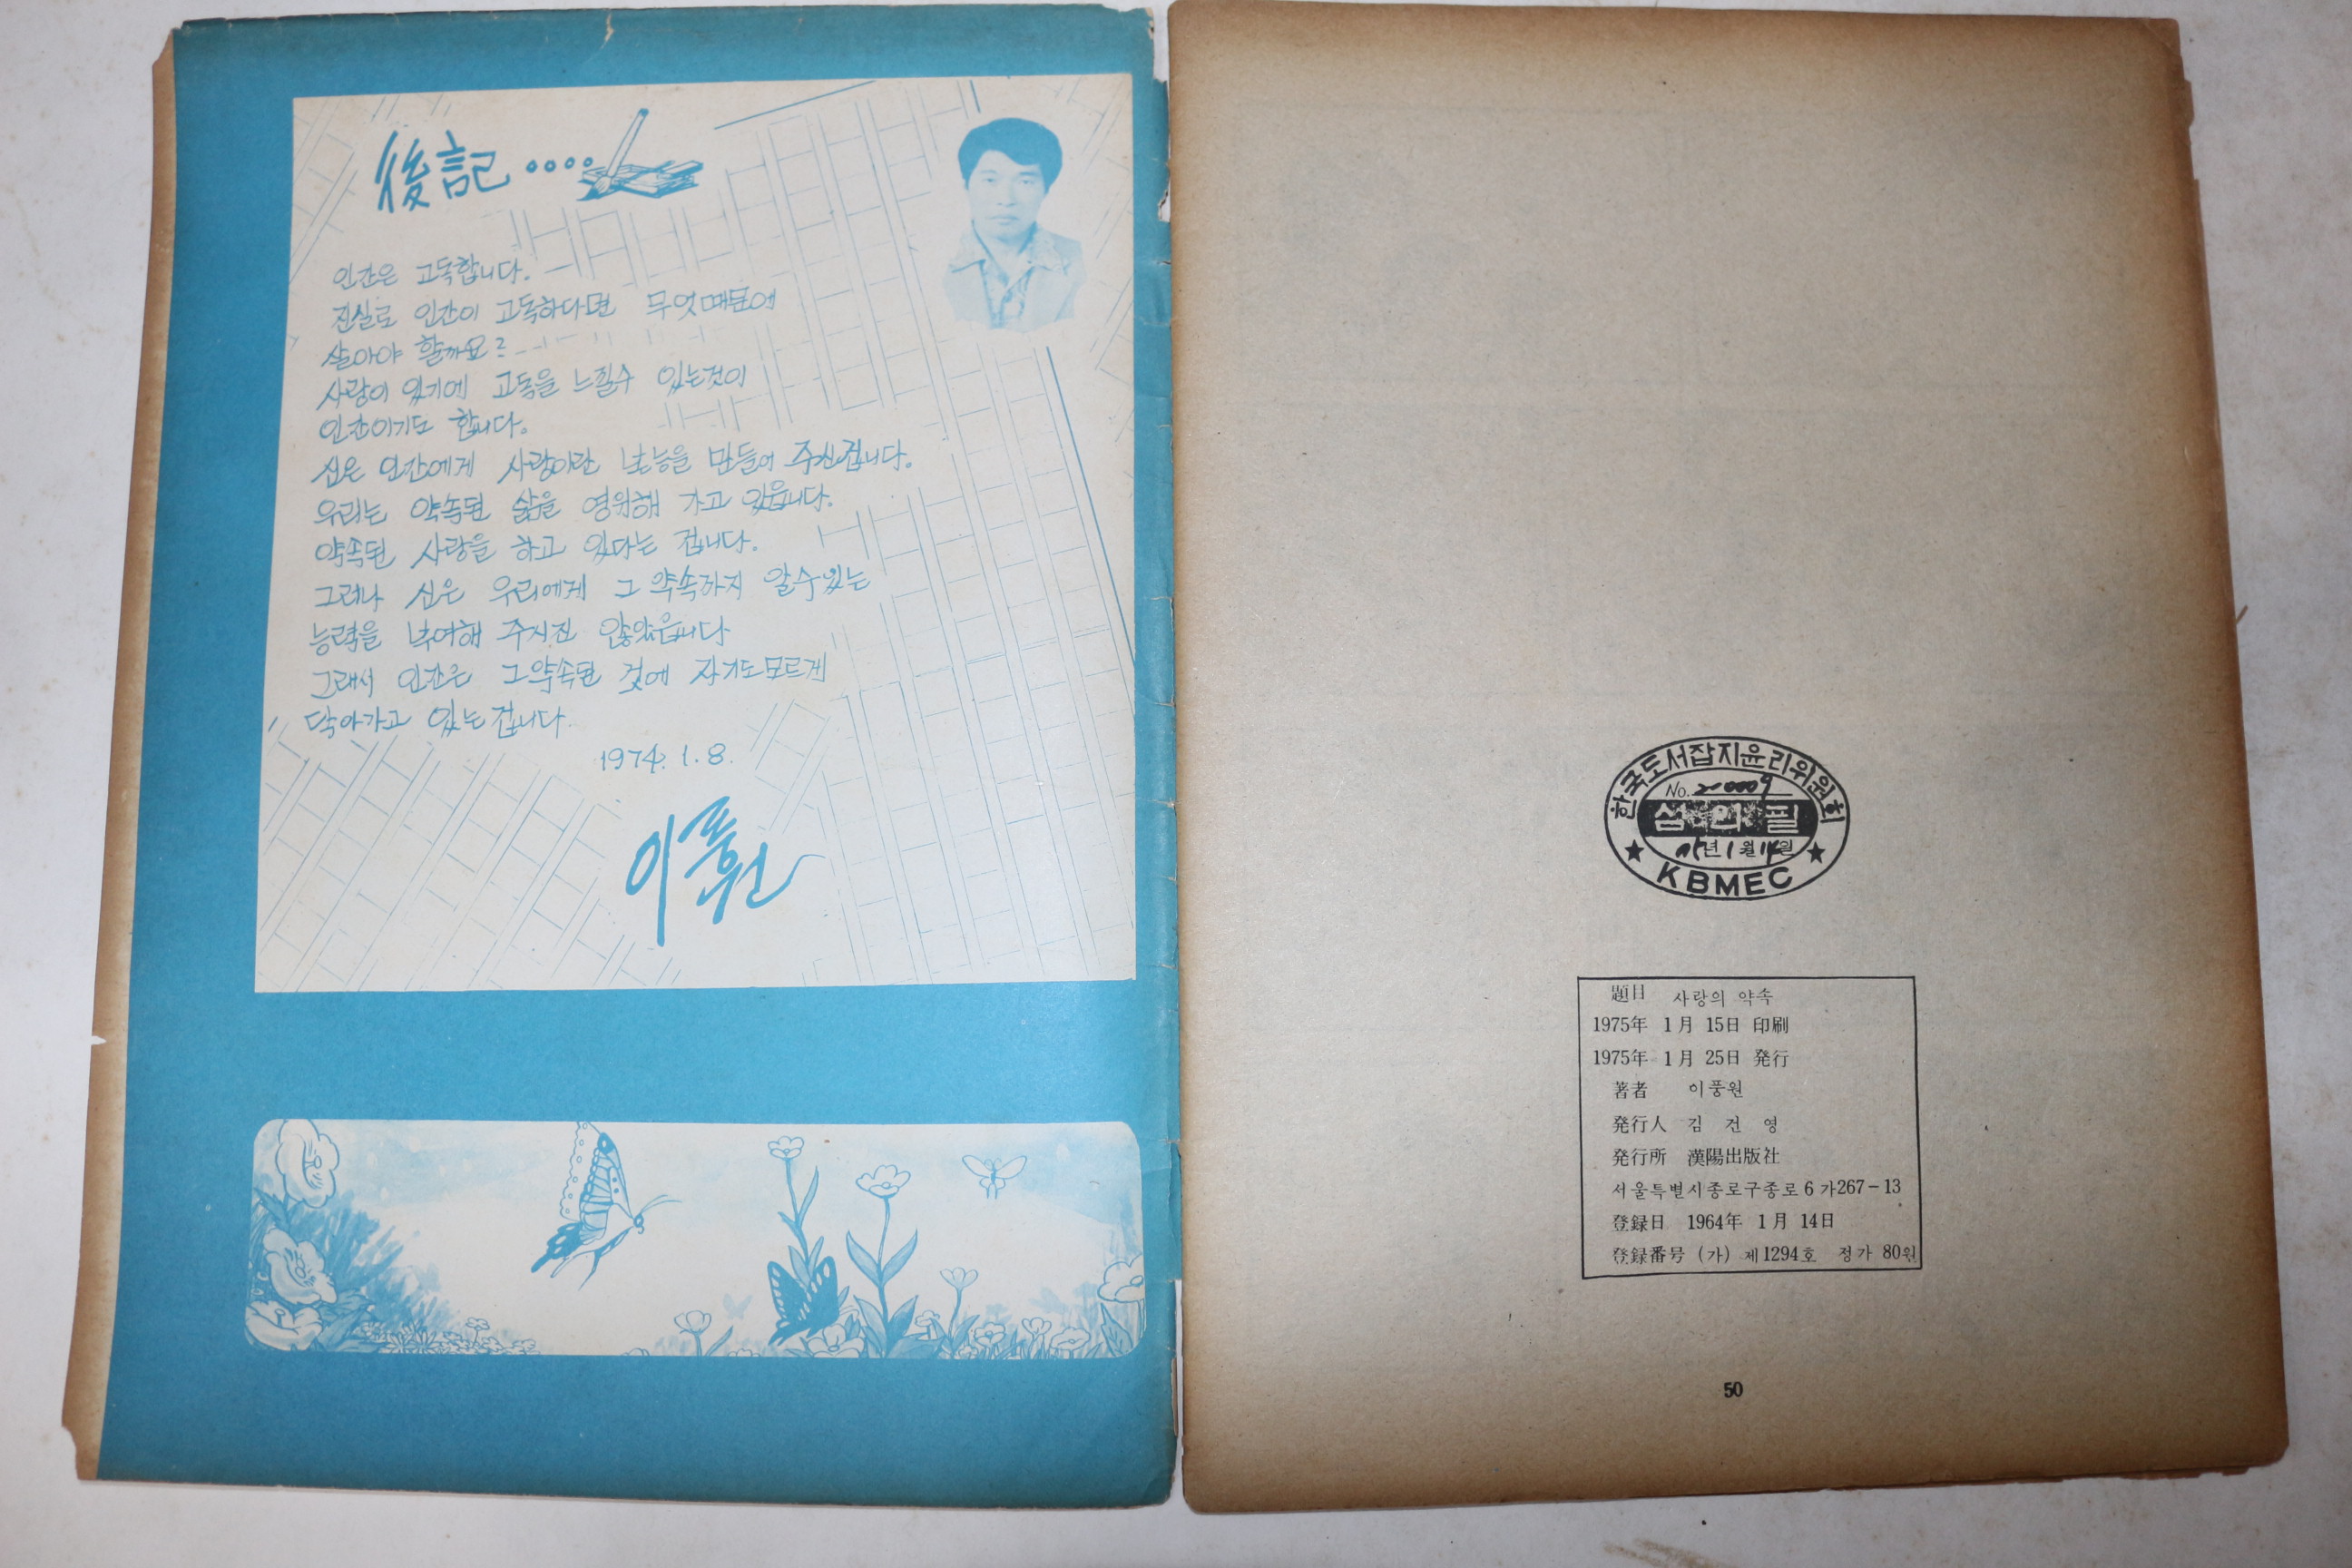 後記....
인간은 고독합니다.
진실로 인간이 고독하다면 무엇때문에
살아야 할까요?
사랑이 있기에 고독을 느낄수 있는것이
인간이기도 합니다.
신은 인간에게 사랑이란 본능을 만들어 주신겁니다.
우리는 약속된 삶을 영위해 가고 있읍니다.
약속된 사랑을 하고 있다는 겁니다.
그러나 신은 우리에게 그 약속까지 알수있는
능력을 부여해 주시진 않았읍니다
그래서 인간은 그약속된 것에 자기도모르게
닥아가고 있는겁니다.
1974. 1. 8.
이풍원
한국도서잡지윤리위원회
No. 20009
심의필
75년 1월 14일
KBMEC
題目 사랑의 약속
1975年 1月 15日 印刷
1975年 1月 25日 発行
著者 이풍원
発行人 김 건 영
発行所 漢陽出版社
서울특별시종로구종로6가267-13
登録日 1964年 1月 14日
登録番号 (가) 제1294호 정가 80원
50